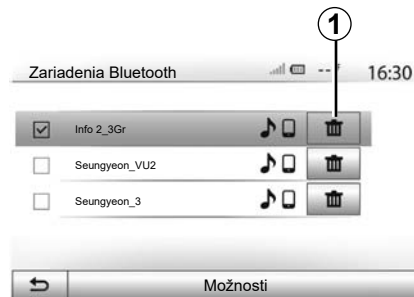 1
Zariadenia Bluetooth 16:30
Info 2_3Gr
Seungyeon_VU2
Seungyeon_3
Možnosti